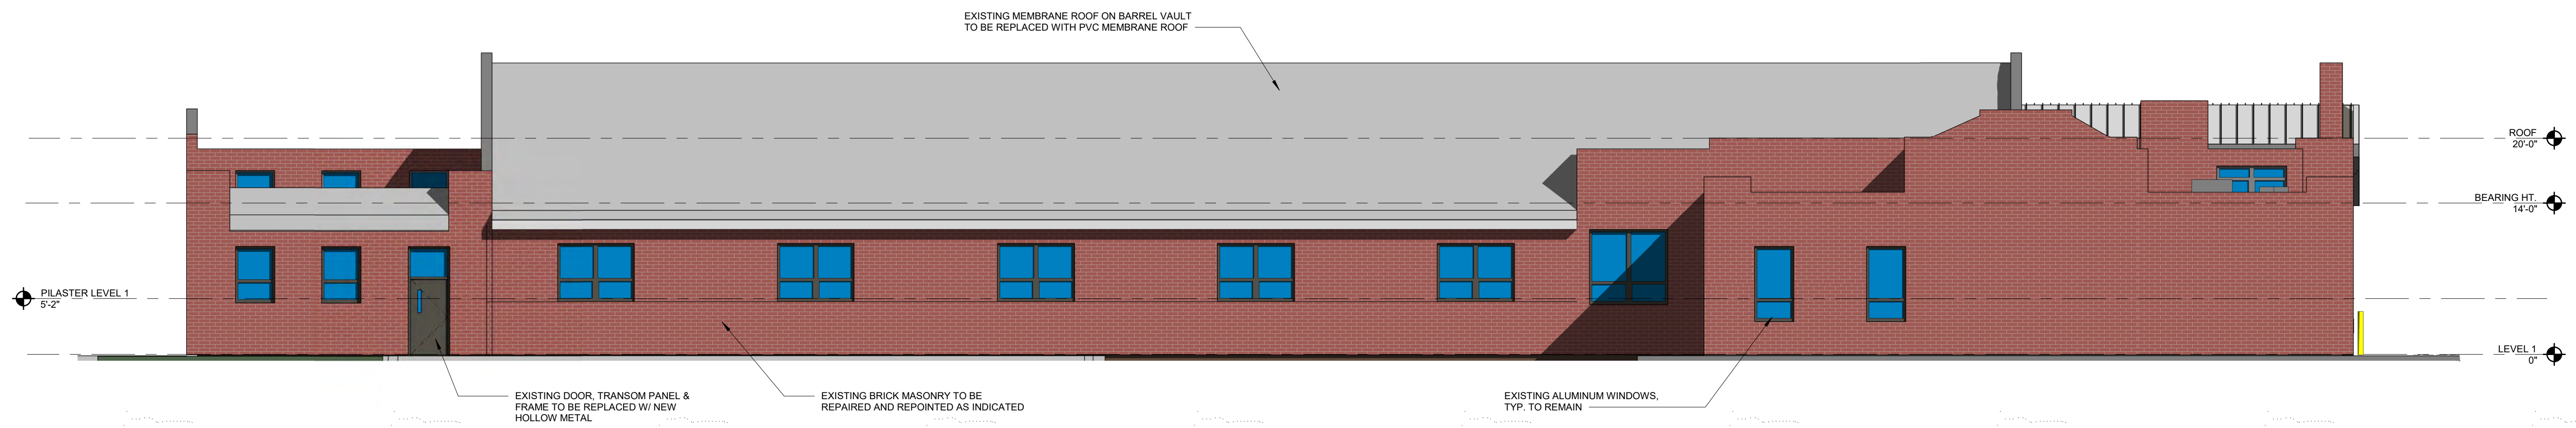 EXISTING MEMBRANE ROOF ON BARREL VAULT
TO BE REPLACED WITH PVC MEMBRANE ROOF
ROOF
20'-0"
BEARING HT.
14'-0"
PILASTER LEVEL 1
5'-2"
LEVEL 1
0"
EXISTING DOOR, TRANSOM PANEL &
FRAME TO BE REPLACED W/ NEW
HOLLOW METAL
EXISTING BRICK MASONRY TO BE
REPAIRED AND REPOINTED AS INDICATED
EXISTING ALUMINUM WINDOWS,
TYP. TO REMAIN